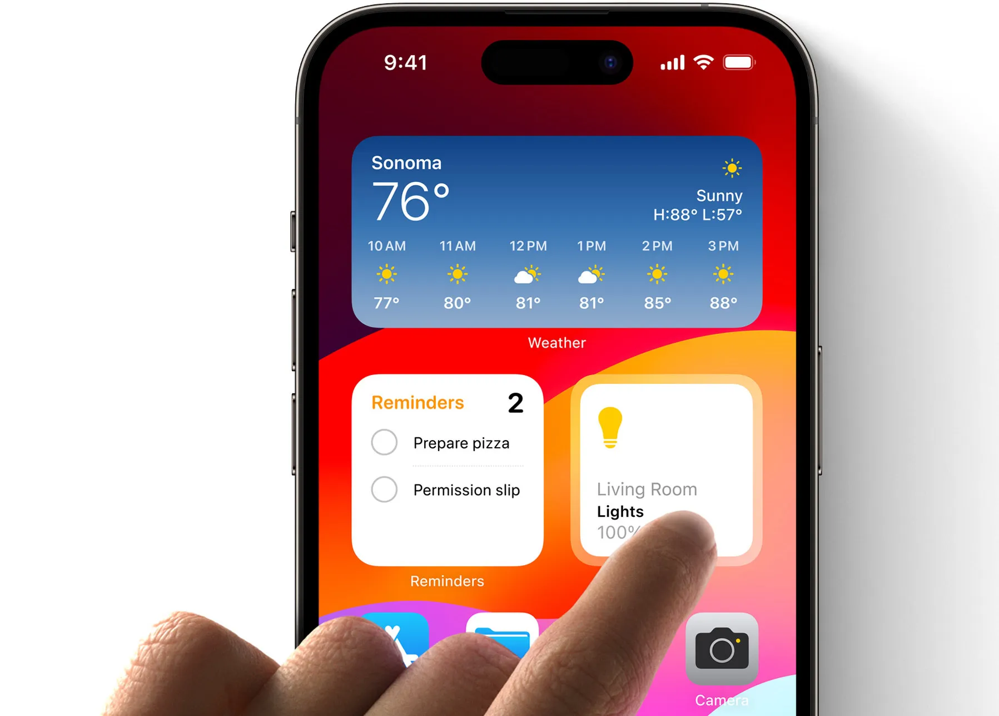 9:41
Sonoma
76°
Sunny
H:88° L:57°
10 AM 11 AM 12 PM 1 PM 2 PM 3 PM
77° 80° 81° 81° 85° 88°
Weather
Reminders 2
Prepare pizza
Permission slip
Reminders
Living Room
Lights
100%
Camera